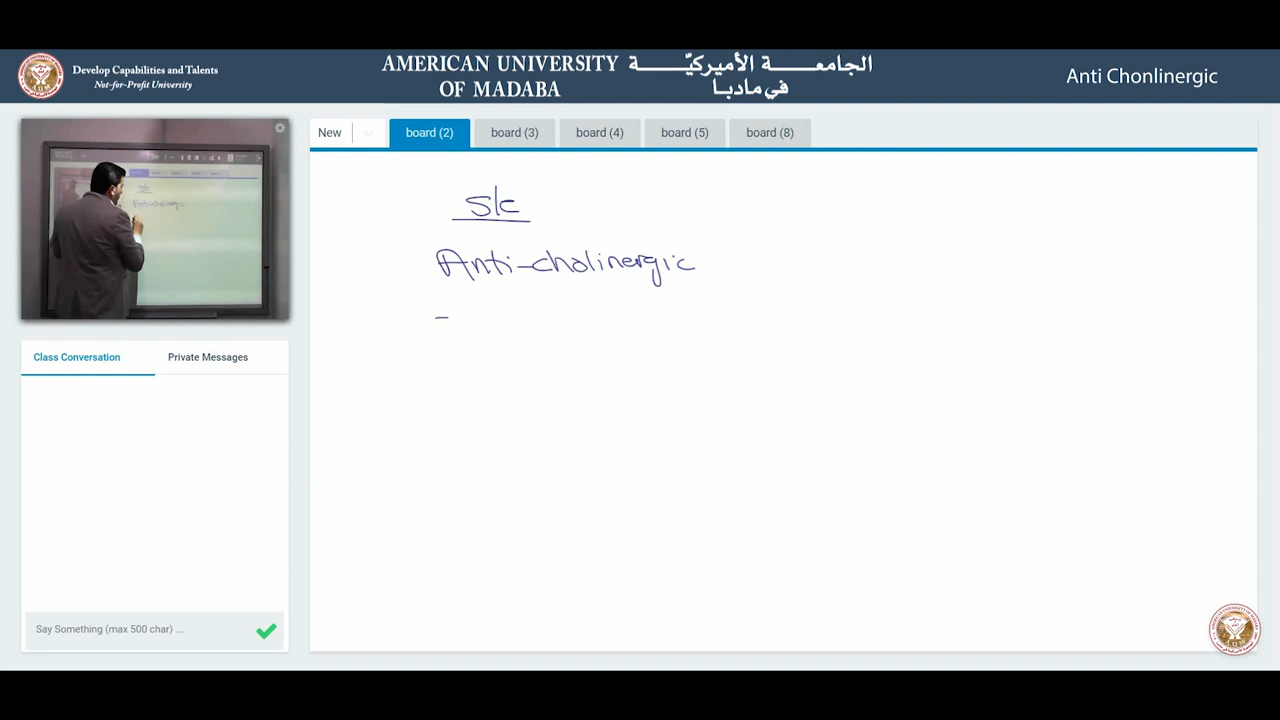 Develop Capabilities and Talents
Not-for-Profit University
AMERICAN UNIVERSITY
OF MADABA
الجامعـــــة الأميركيّـــــة
في مادبـا
Anti Chonlinergic
New
board (2)
board (3)
board (4)
board (5)
board (8)
Anti-cholinergic
-
Class Conversation
Private Messages
Say Something (max 500 char) ...